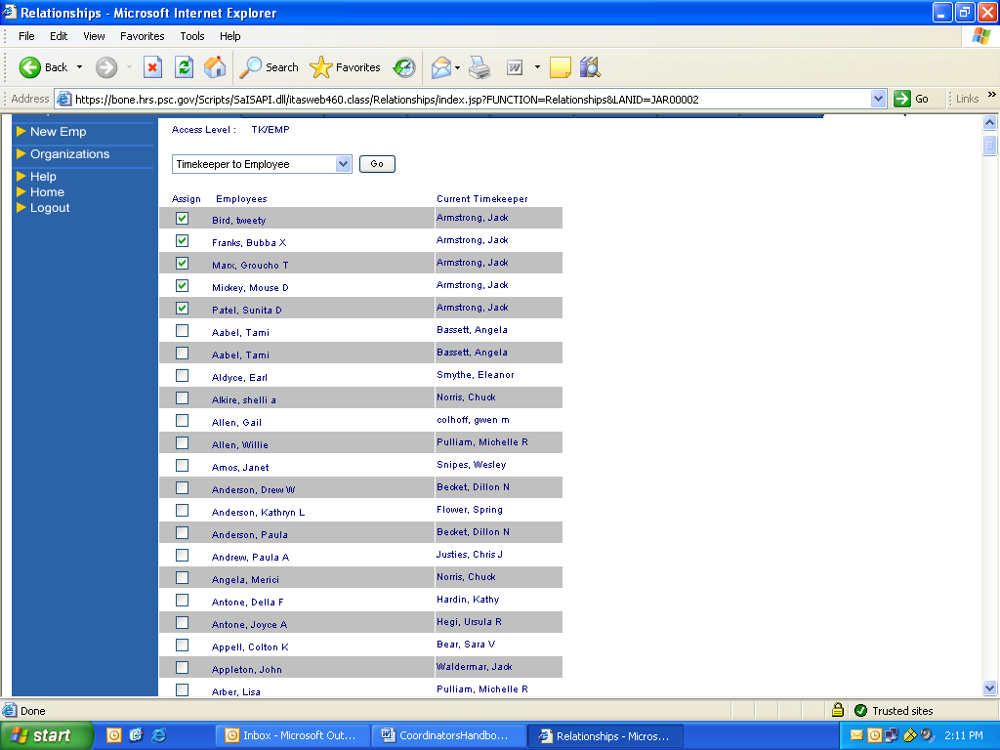 Relationships - Microsoft Internet Explorer
File Edit View Favorites Tools Help
Back Search Favorites
Address https://bone.hrs.psc.gov/Scripts/SaISAPI.dll/itasweb460.class/Relationships/index.jsp?FUNCTION=Relationships&LANID=JAR00002 Go Links »
New Emp
Organizations
Help
Home
Logout
Access Level : TK/EMP
Timekeeper to Employee Go
Assign Employees Current Timekeeper
Bird, tweety Armstrong, Jack
Franks, Bubba X Armstrong, Jack
Marx, Groucho T Armstrong, Jack
Mickey, Mouse D Armstrong, Jack
Patel, Sunita D Armstrong, Jack
Aabel, Tami Bassett, Angela
Aabel, Tami Bassett, Angela
Aldyce, Earl Smythe, Eleanor
Alkire, shelli a Norris, Chuck
Allen, Gail colhoff, gwen m
Allen, Willie Pulliam, Michelle R
Amos, Janet Snipes, Wesley
Anderson, Drew W Becket, Dillon N
Anderson, Kathryn L Flower, Spring
Anderson, Paula Becket, Dillon N
Andrew, Paula A Justies, Chris J
Angela, Merici Norris, Chuck
Antone, Della F Hardin, Kathy
Antone, Joyce A Hegi, Ursula R
Appell, Colton K Bear, Sara V
Appleton, John Waldermar, Jack
Arber, Lisa Pulliam, Michelle R
Done Trusted sites
start Inbox - Microsoft Out... CoordinatorsHandbo... Relationships - Micros... 2:11 PM